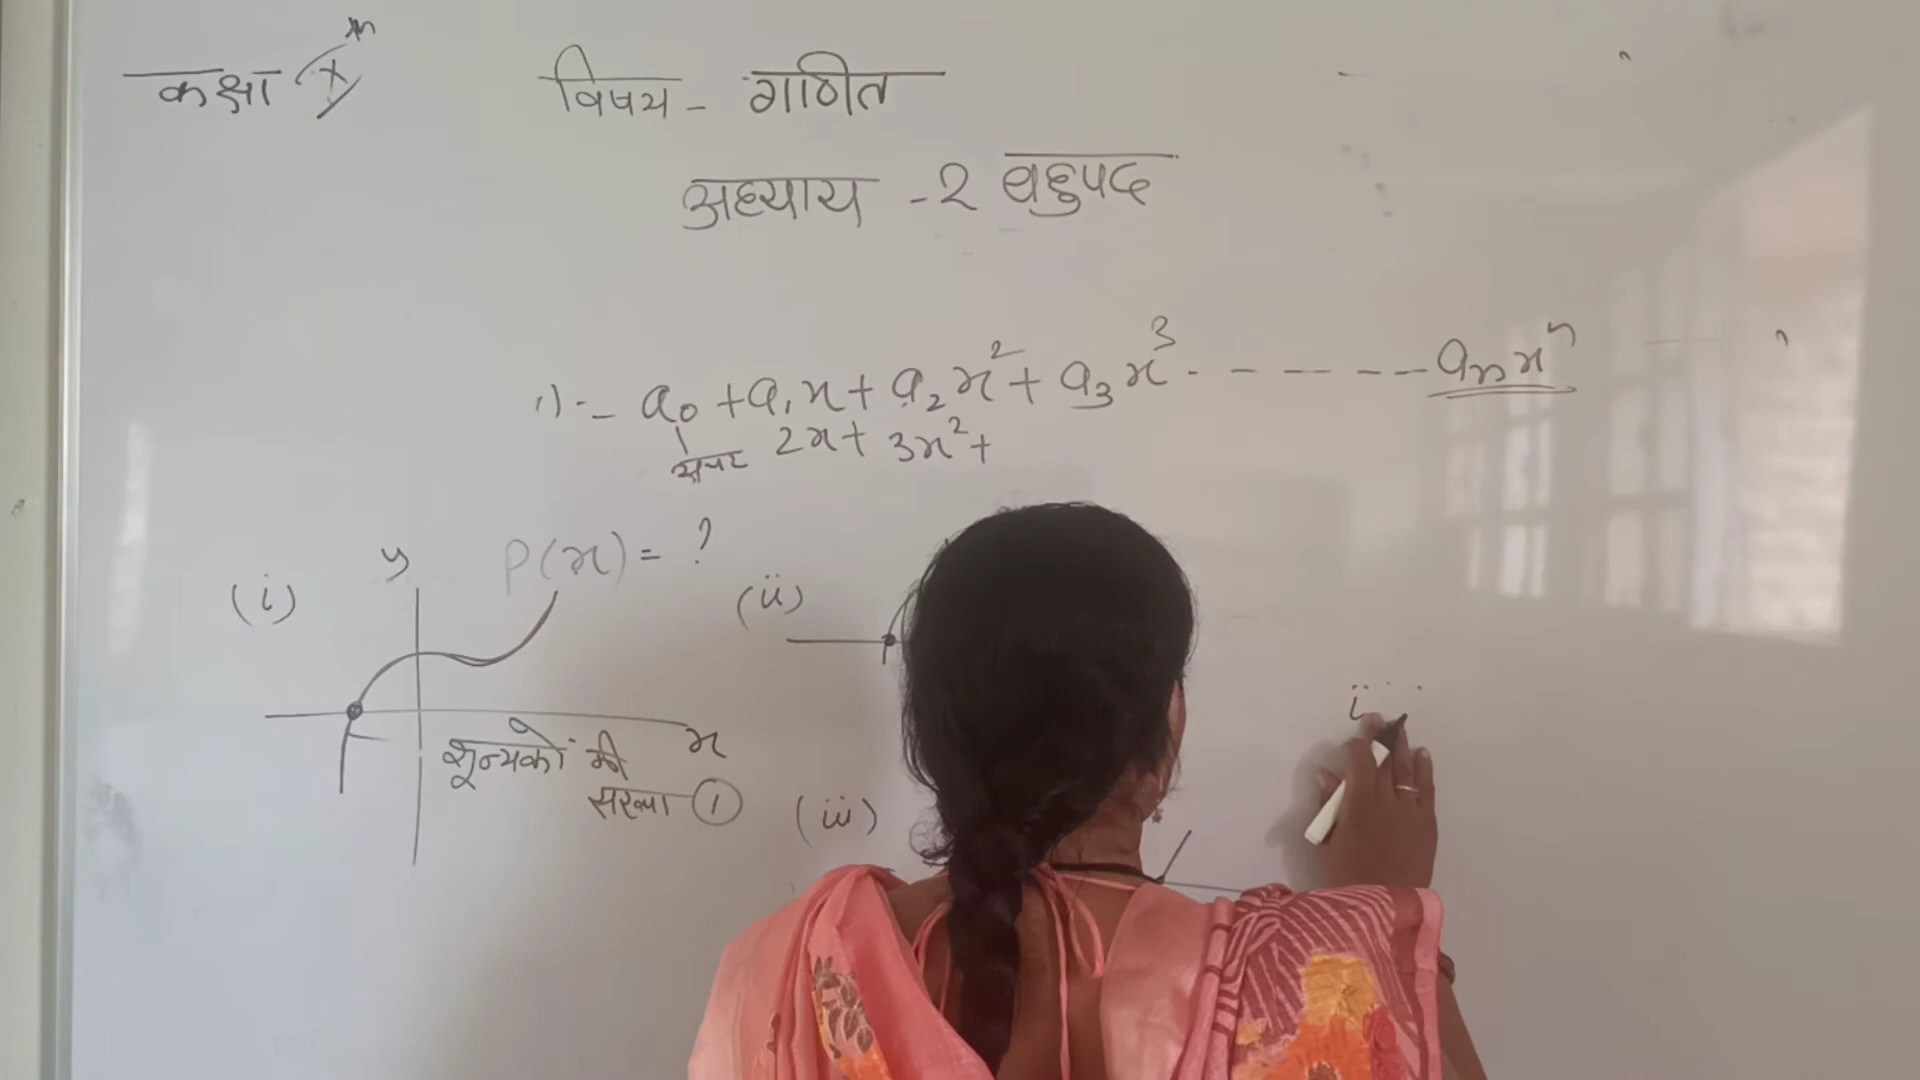 कक्षा X th
विषय - गणित
अध्याय - 2 बहुपद
1) - a₀ + a₁x + a₂x² + a₃x³ - - - - - - aₙxⁿ
2x + 3x² +
(i) y P(x) = ?
(ii)
x
शून्यकों की
संख्या 1
(iii)